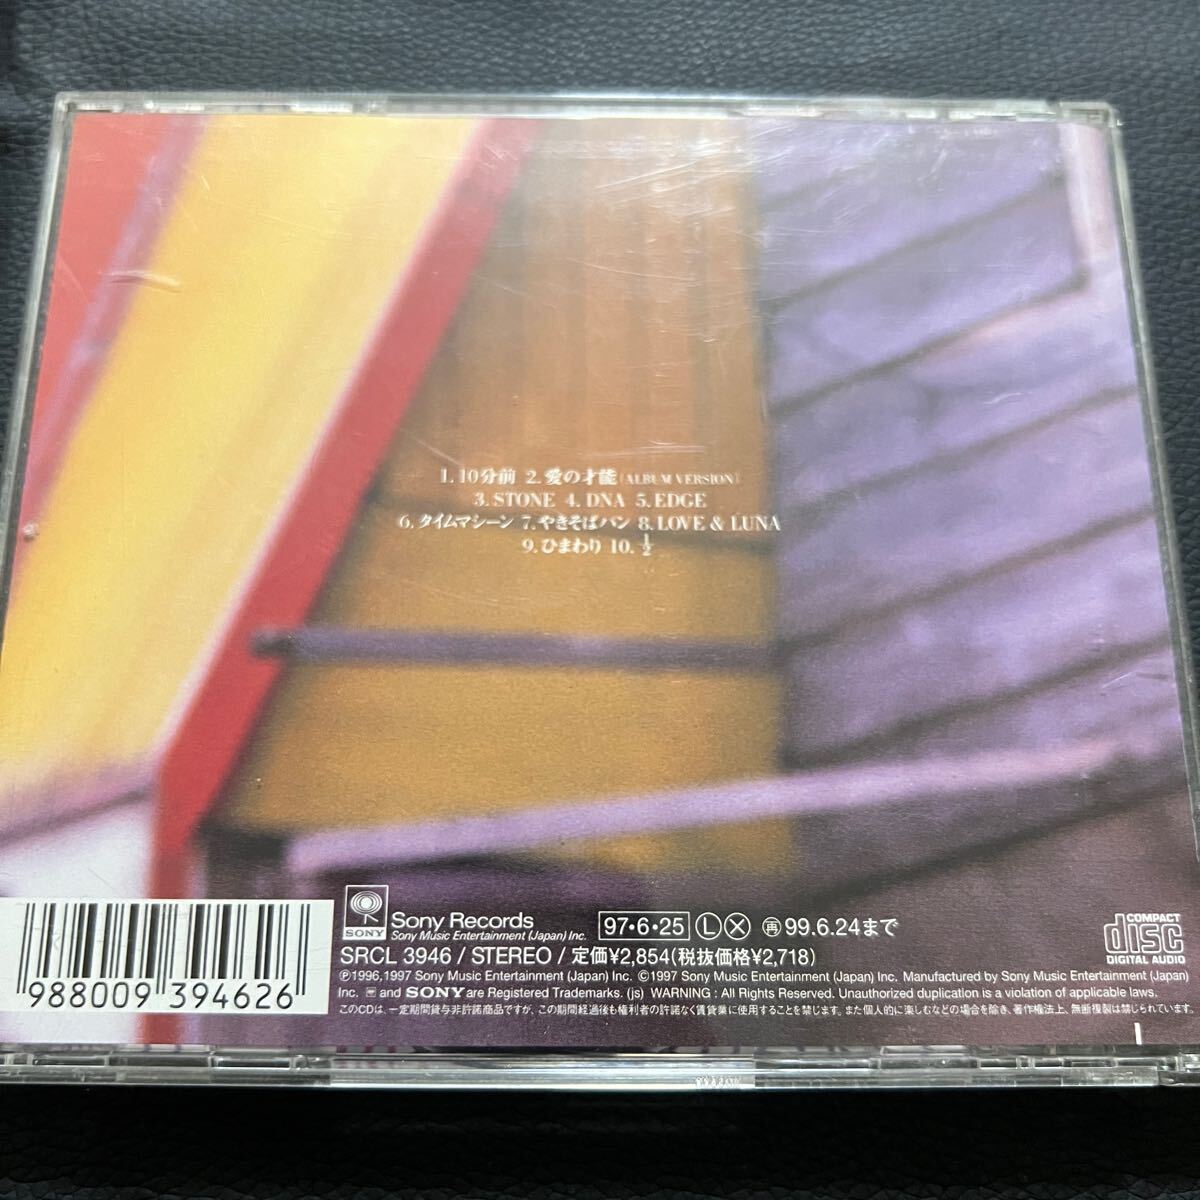 1. 10分前 2. 愛の才能(ALBUM VERSION)
3. STONE 4. DNA 5. EDGE
6. タイムマシーン 7. やきそばパン 8. LOVE & LUNA
9. ひまわり 10. ½
SONY
Sony Records
Sony Music Entertainment (Japan) Inc.
97・6・25 L X 再 99.6.24まで
SRCL 3946 / STEREO / 定価¥2,854(税抜価格¥2,718)
℗1996,1997 Sony Music Entertainment (Japan) Inc. ©1997 Sony Music Entertainment (Japan) Inc. Manufactured by Sony Music Entertainment (Japan)
Inc. and SONY are Registered Trademarks. (js) WARNING : All Rights Reserved. Unauthorized duplication is a violation of applicable laws.
このCDは、一定期間貸与非許諾商品ですが、この期間経過後も権利者の許諾なく賃貸業に使用することを禁じます。また個人的に楽しむなどの場合を除き、著作権法上、無断複製は禁じられています。
988009 394626
COMPACT
disc
DIGITAL AUDIO